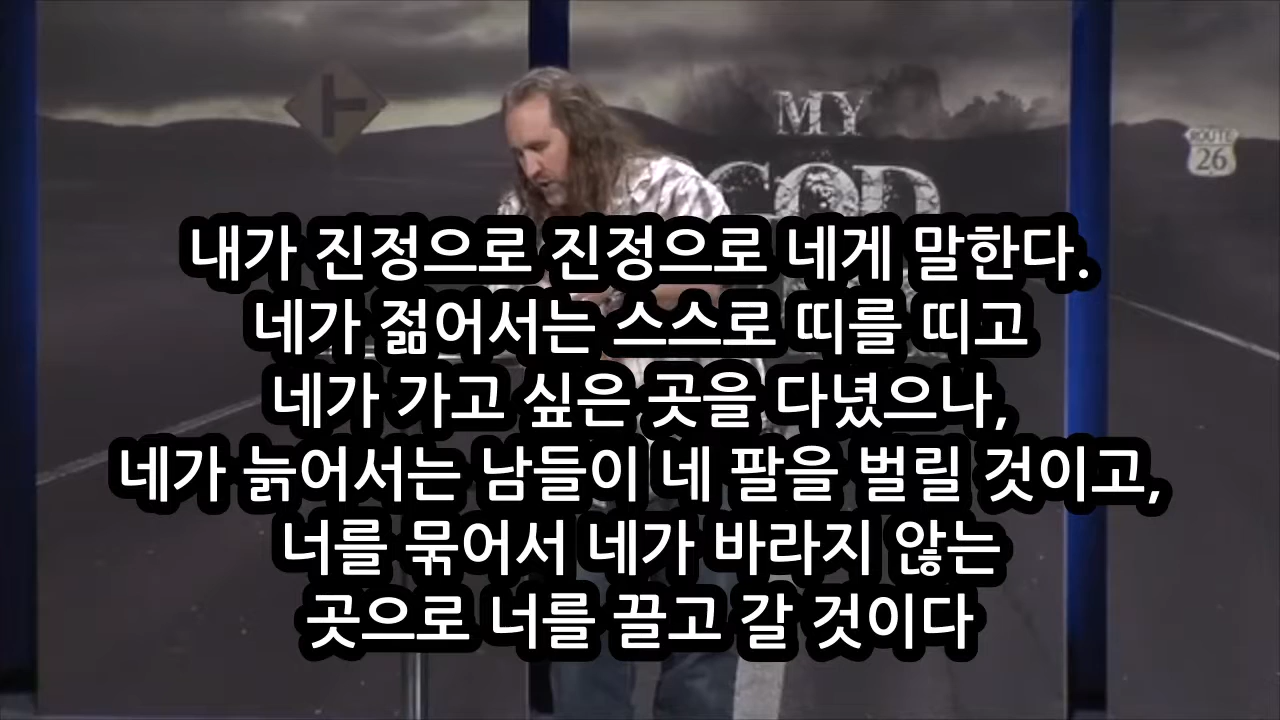 MY
GOD
ROUTE
26
내가 진정으로 진정으로 네게 말한다.
네가 젊어서는 스스로 띠를 띠고
네가 가고 싶은 곳을 다녔으나,
네가 늙어서는 남들이 네 팔을 벌릴 것이고,
너를 묶어서 네가 바라지 않는
곳으로 너를 끌고 갈 것이다